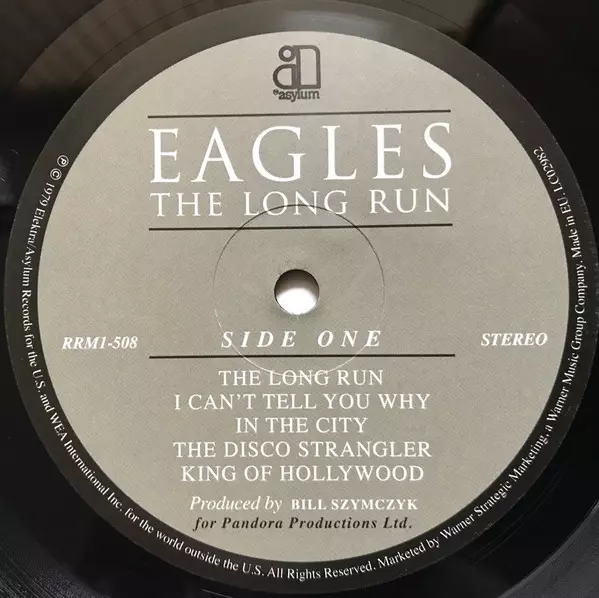 asylum
EAGLES
THE LONG RUN
RRM1-508
SIDE ONE
STEREO
THE LONG RUN
I CAN'T TELL YOU WHY
IN THE CITY
THE DISCO STRANGLER
KING OF HOLLYWOOD
Produced by BILL SZYMCZYK
for Pandora Productions Ltd.
℗ © 1979 Elektra/Asylum Records for the U.S. and WEA International Inc. for the world outside the U.S. All Rights Reserved. Marketed by Warner Strategic Marketing, a Warner Music Group Company. Made in EU. LC02982